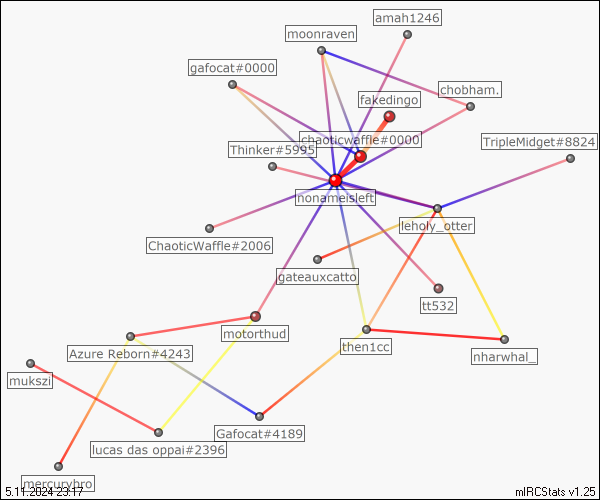 amah1246
moonraven
gafocat#0000
chobham.
fakedingo
chaoticwaffle#0000
TripleMidget#8824
Thinker#5995
nonameisleft
leholy_otter
ChaoticWaffle#2006
gateauxcatto
tt532
motorthud
then1cc
Azure Reborn#4243
nharwhal_
mukszi
Gafocat#4189
lucas das oppai#2396
mercuryhro
5.11.2024 23:17
mIRCStats v1.25